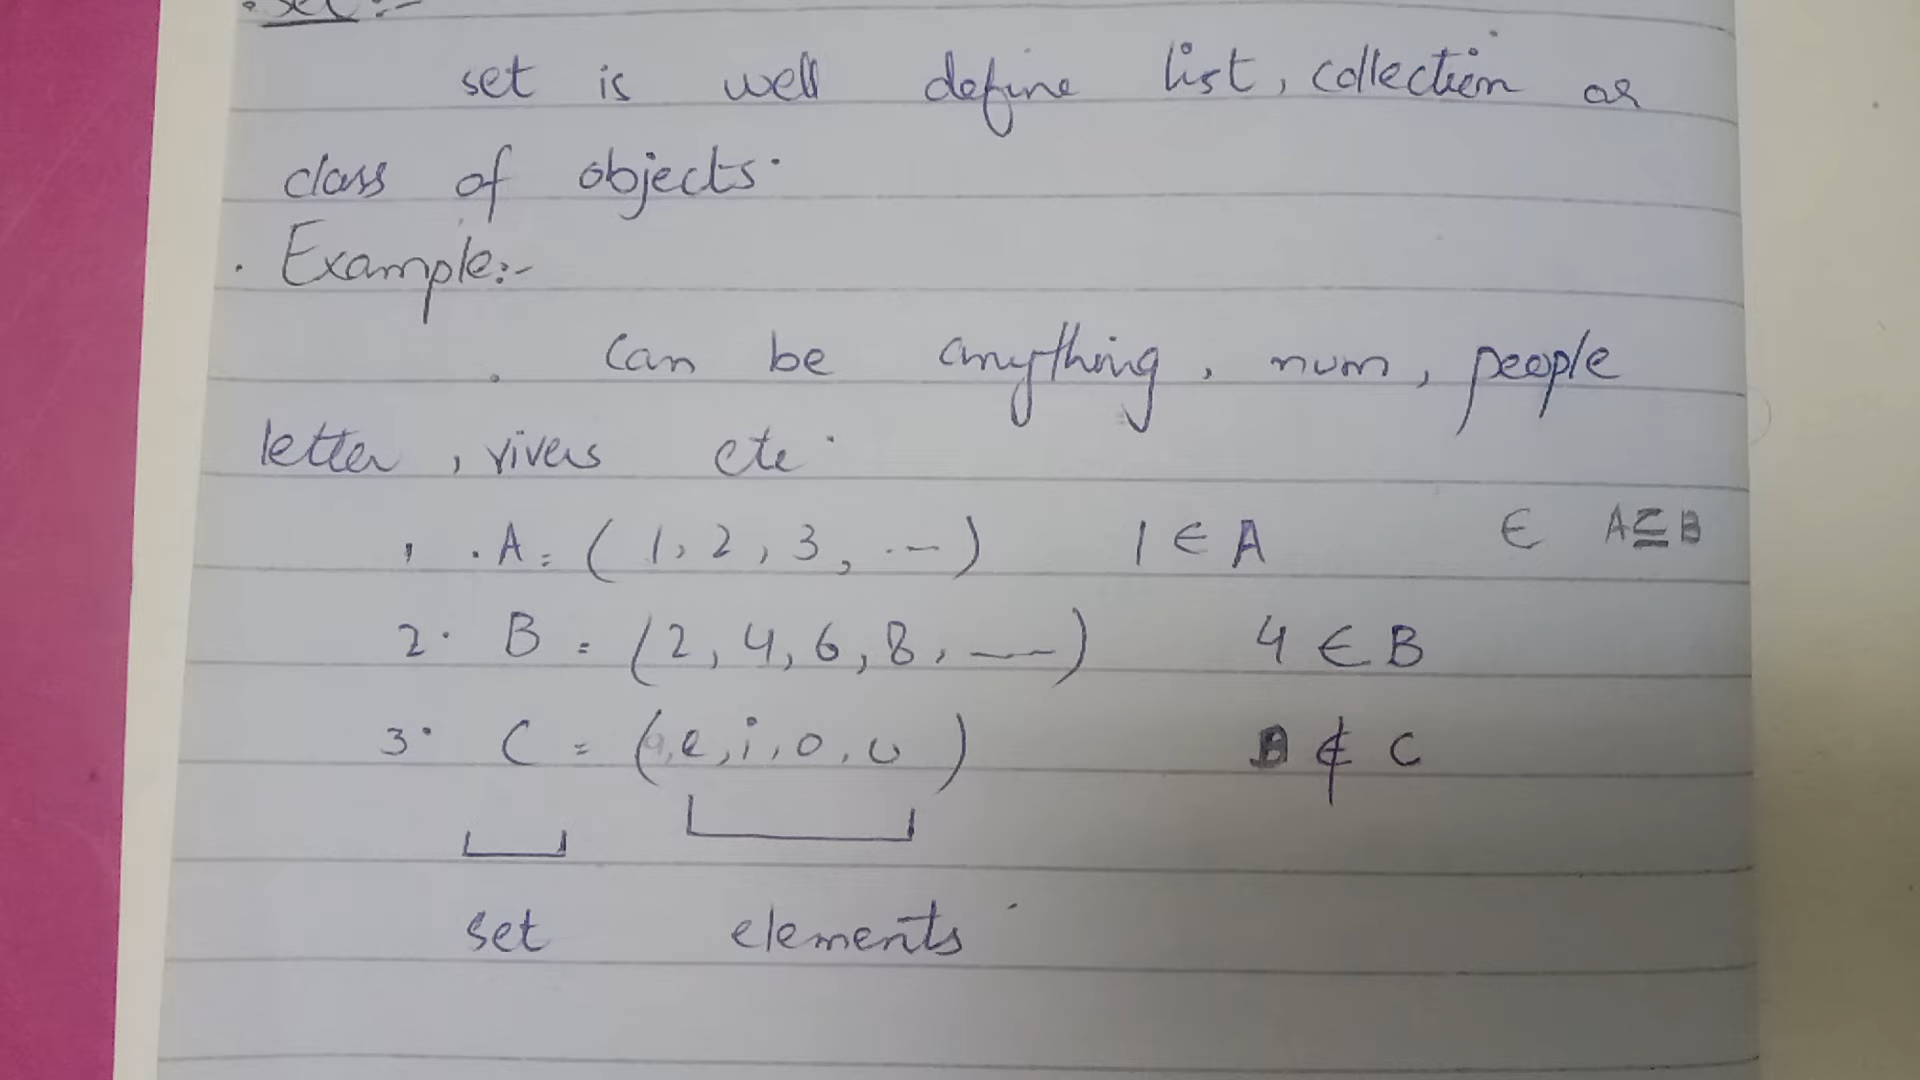 . Set :-
set is well define list, collection or
class of objects.
. Example:-
. Can be anything, num, people
letter, rivers etc.
1 . A = ( 1, 2, 3, .--) 1 ∈ A ∈ A ⊆ B
2. B = (2, 4, 6, 8, ---) 4 ∈ B
3. C = (a, e, i, o, u ) B ∉ C
set elements